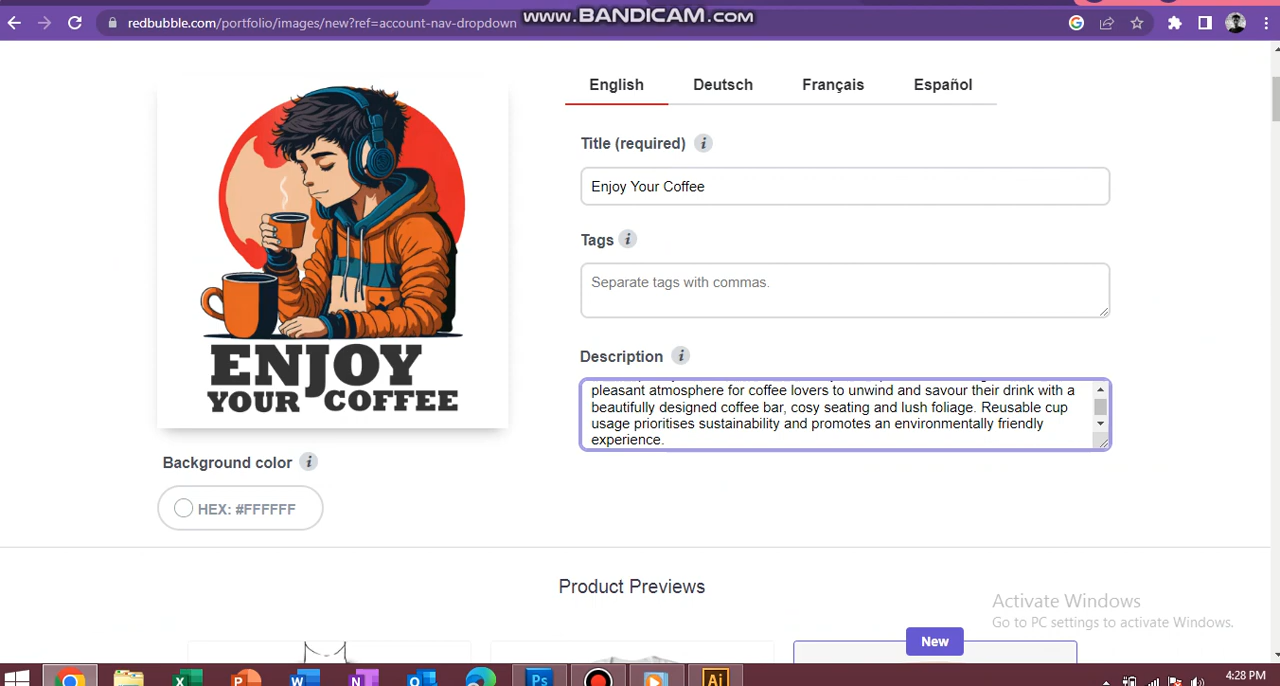 www.BANDICAM.com
redbubble.com/portfolio/images/new?ref=account-nav-dropdown
English Deutsch Français Español
Title (required) i
Enjoy Your Coffee
Tags i
Separate tags with commas.
Description i
pleasant atmosphere for coffee lovers to unwind and savour their drink with a
beautifully designed coffee bar, cosy seating and lush foliage. Reusable cup
usage prioritises sustainability and promotes an environmentally friendly
experience.
ENJOY
YOUR COFFEE
Background color i
HEX: #FFFFFF
Product Previews
Activate Windows
Go to PC settings to activate Windows.
New
Ps
Ai
4:28 PM